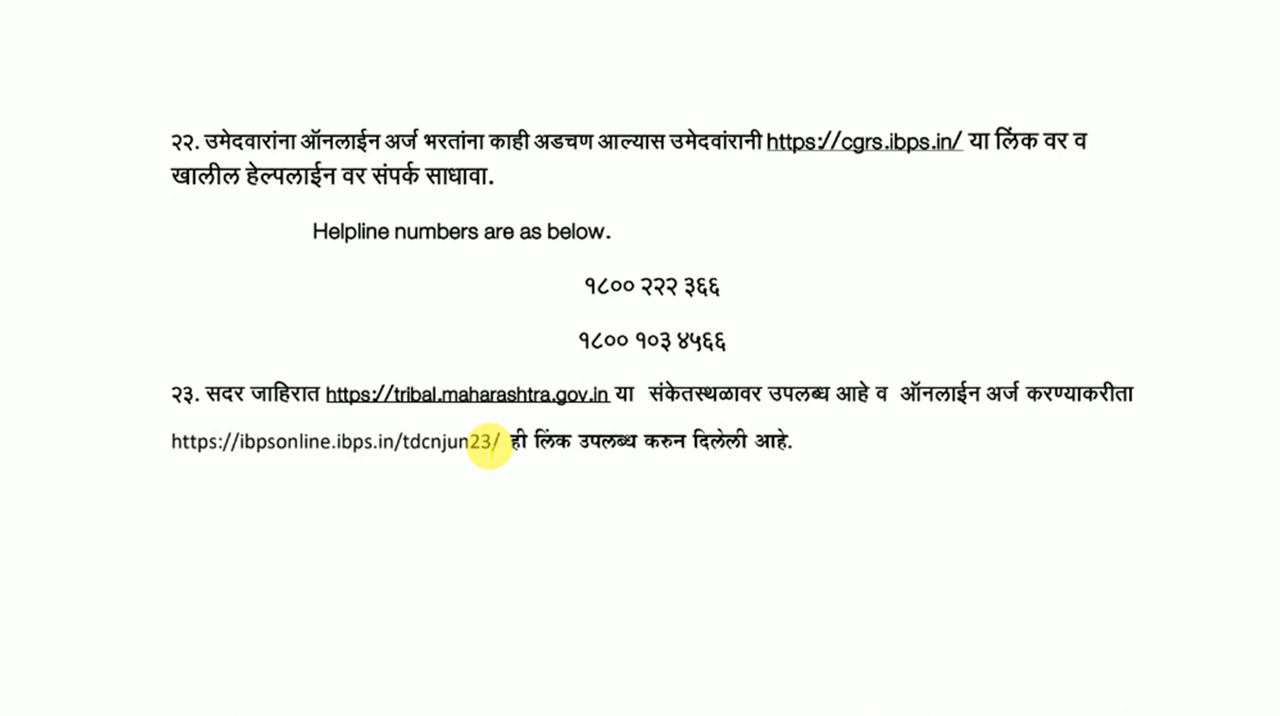 २२. उमेदवारांना ऑनलाईन अर्ज भरतांना काही अडचण आल्यास उमेदवांरानी https://cgrs.ibps.in/ या लिंक वर व
खालील हेल्पलाईन वर संपर्क साधावा.
Helpline numbers are as below.
१८०० २२२ ३६६
१८०० १०३ ४५६६
२३. सदर जाहिरात https://tribal.maharashtra.gov.in या संकेतस्थळावर उपलब्ध आहे व ऑनलाईन अर्ज करण्याकरीता
https://ibpsonline.ibps.in/tdcnjun23/ ही लिंक उपलब्ध करुन दिलेली आहे.